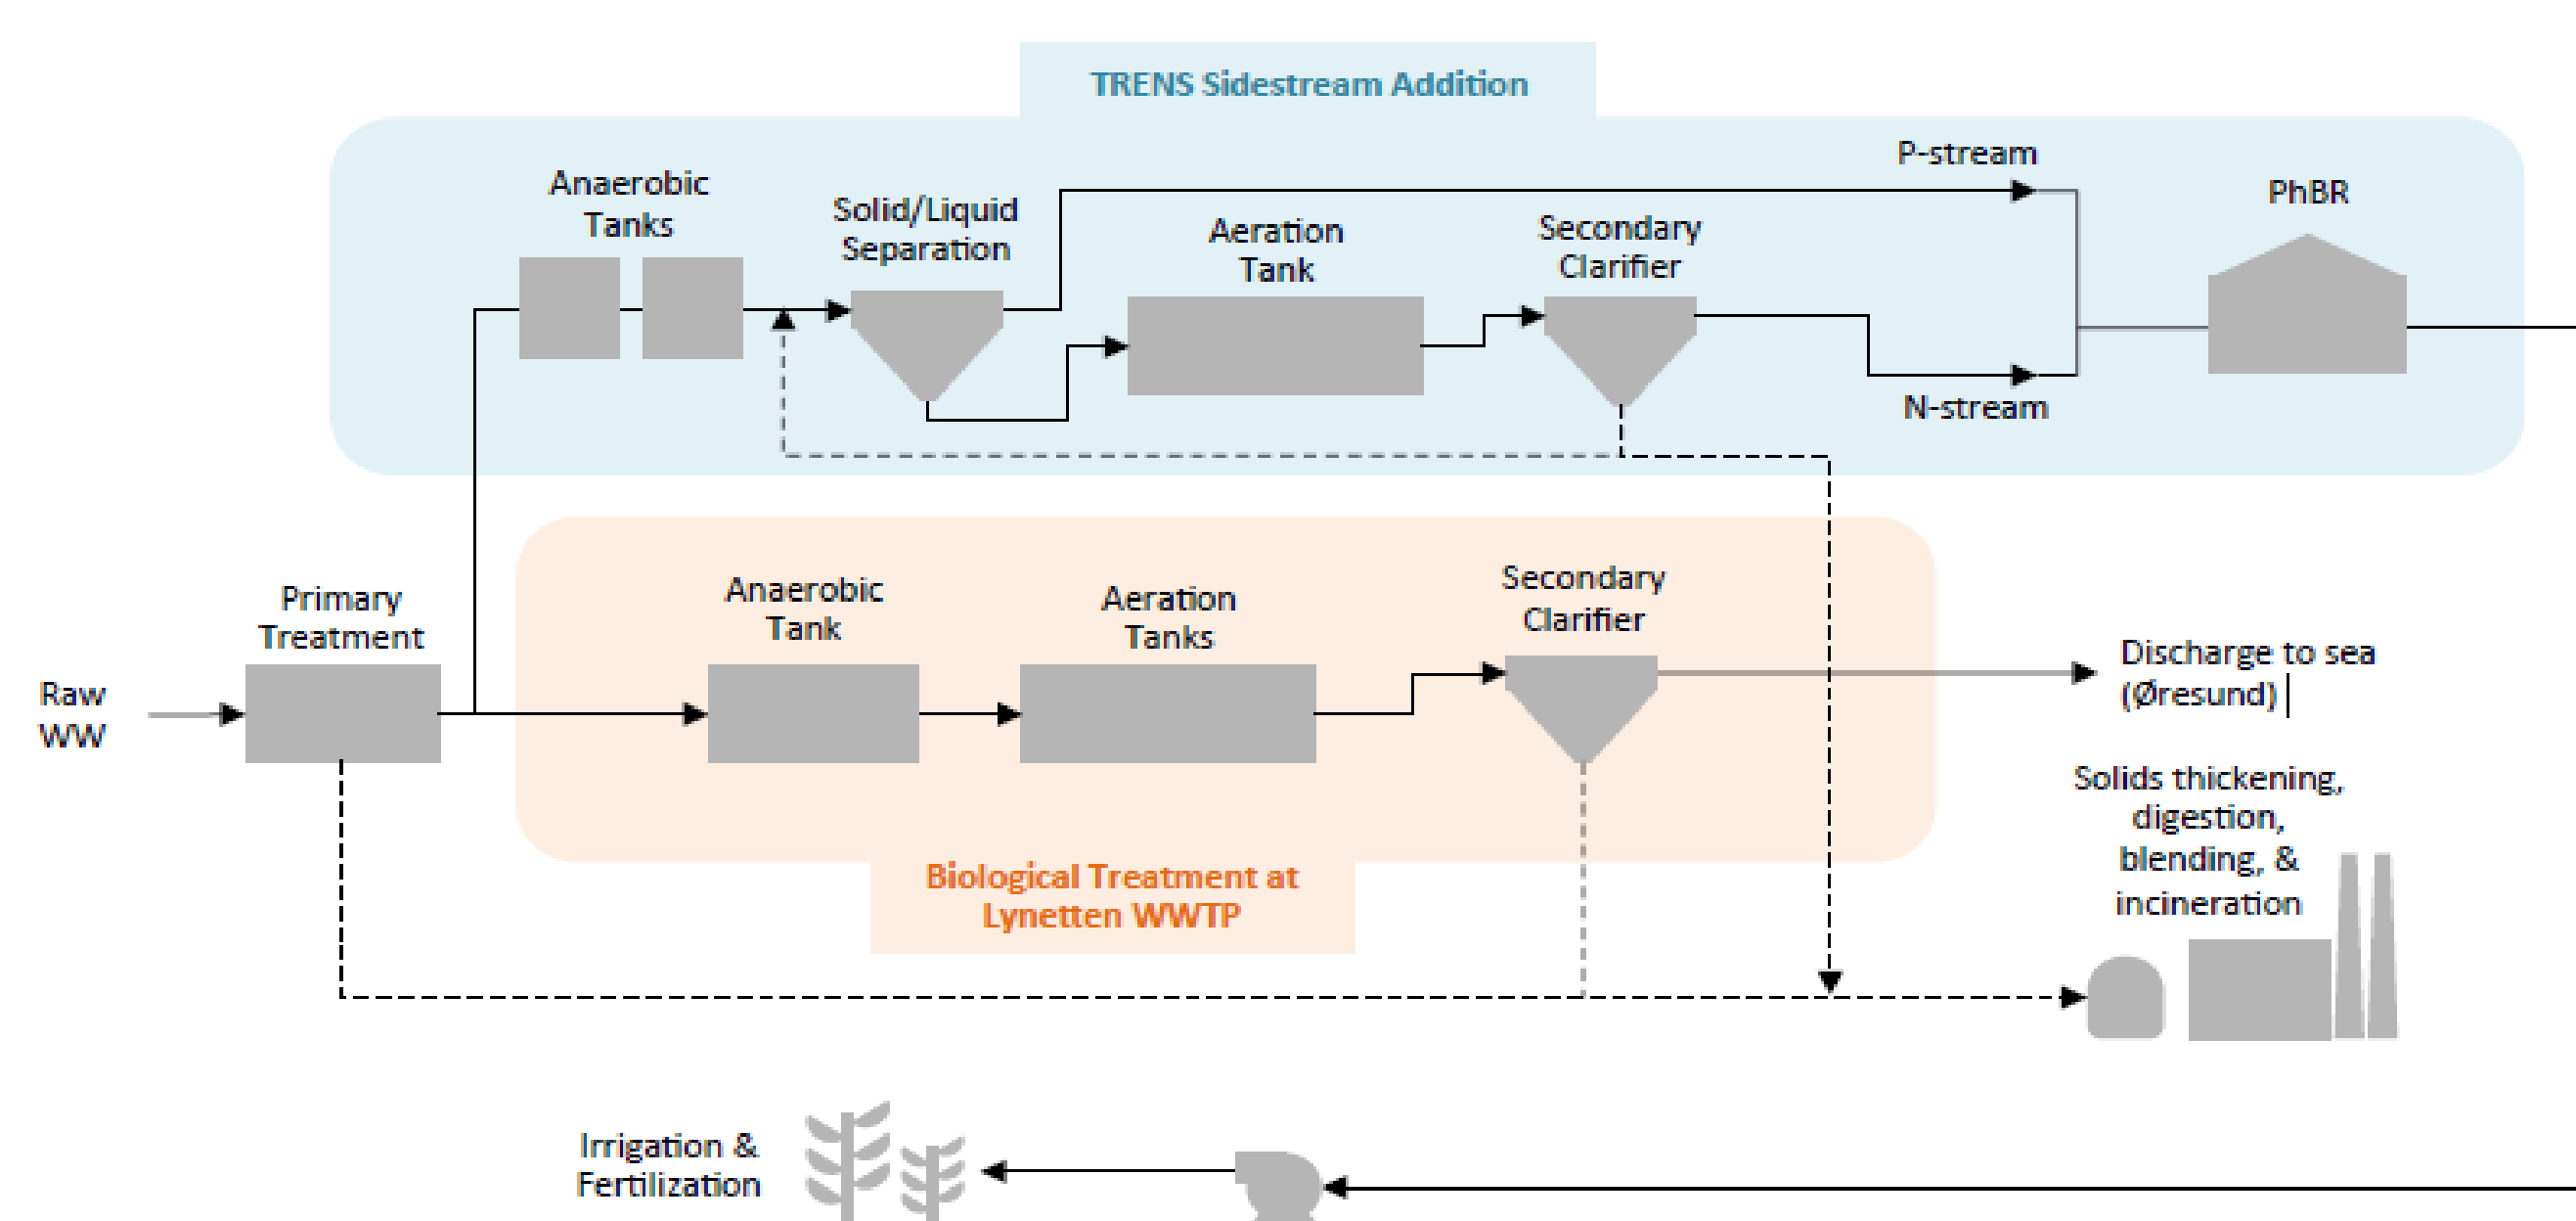 TRENS Sidestream Addition
P-stream
Anaerobic
Tanks
Solid/Liquid
Separation
Aeration
Tank
Secondary
Clarifier
PhBR
N-stream
Primary
Treatment
Anaerobic
Tank
Aeration
Tanks
Secondary
Clarifier
Raw
WW
Discharge to sea
(Øresund)
Solids thickening,
digestion,
blending, &
incineration
Biological Treatment at
Lynetten WWTP
Irrigation &
Fertilization